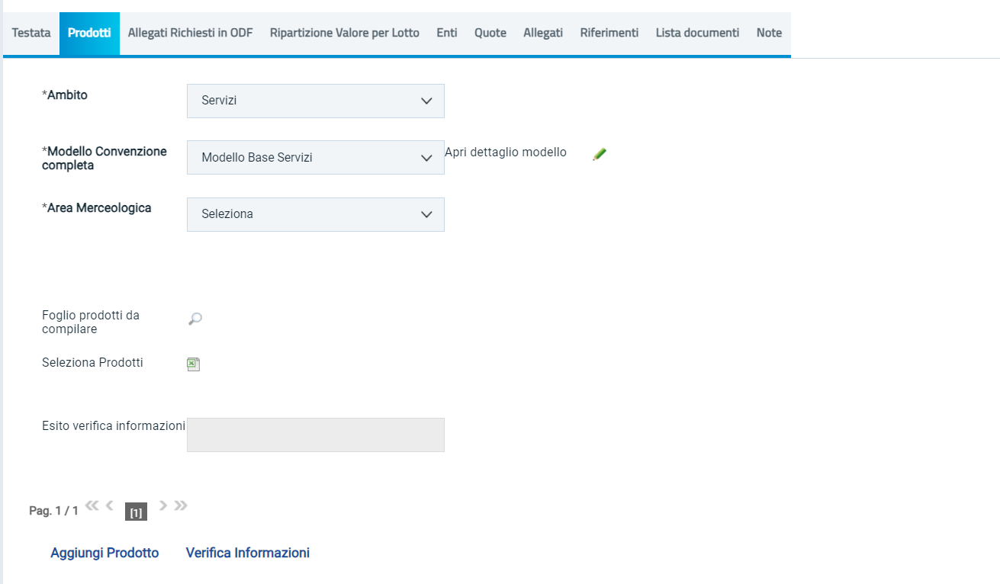 Testata Prodotti Allegati Richiesti in ODF Ripartizione Valore per Lotto Enti Quote Allegati Riferimenti Lista documenti Note
*Ambito Servizi
*Modello Convenzione completa Modello Base Servizi Apri dettaglio modello
*Area Merceologica Seleziona
Foglio prodotti da
compilare
Seleziona Prodotti
Esito verifica informazioni
Pag. 1 / 1 [1]
Aggiungi Prodotto Verifica Informazioni